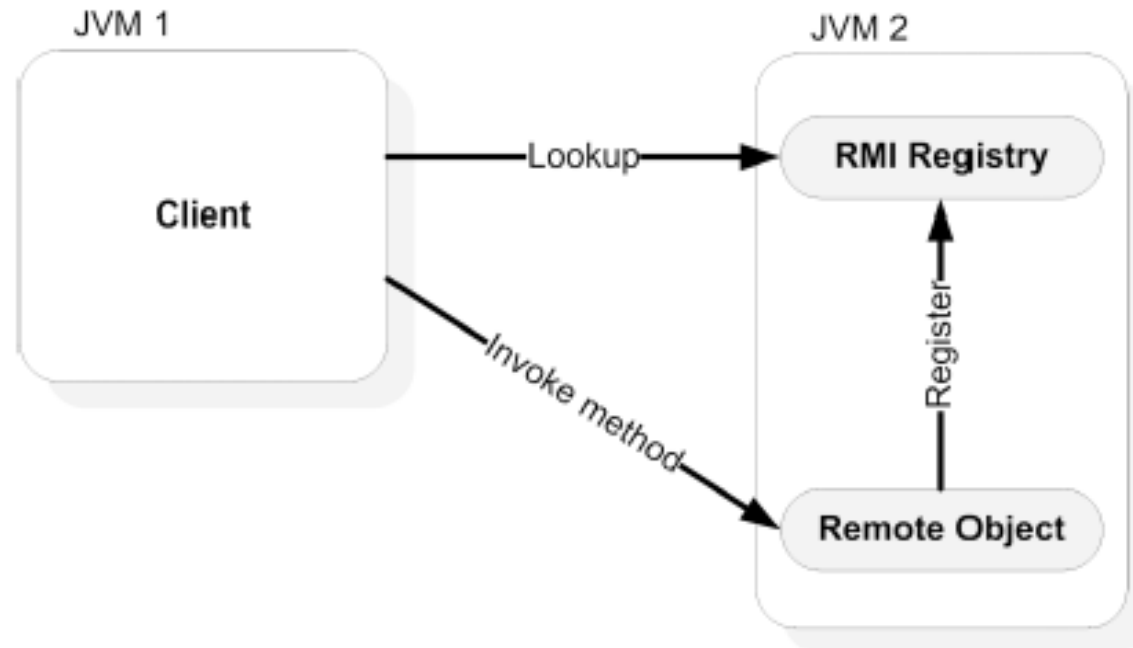 JVM 1
JVM 2
Client
Lookup
RMI Registry
Invoke method
Register
Remote Object